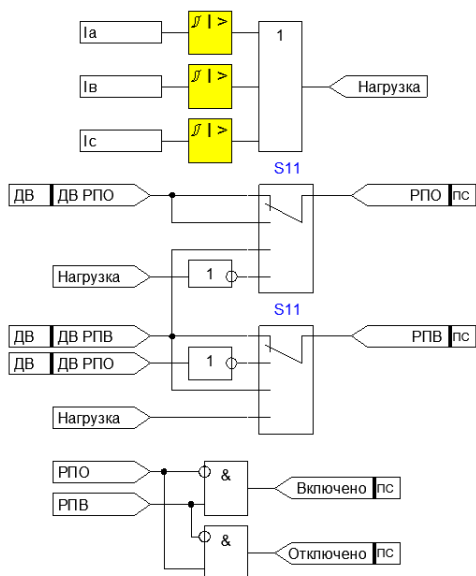 Ia
I >
1
Iв
I >
Нагрузка
Ic
I >
S11
ДВ ДВ РПО
РПО ПС
Нагрузка
1
S11
ДВ ДВ РПВ
РПВ ПС
ДВ ДВ РПО
1
Нагрузка
РПО
&
Включено ПС
РПВ
&
Отключено ПС